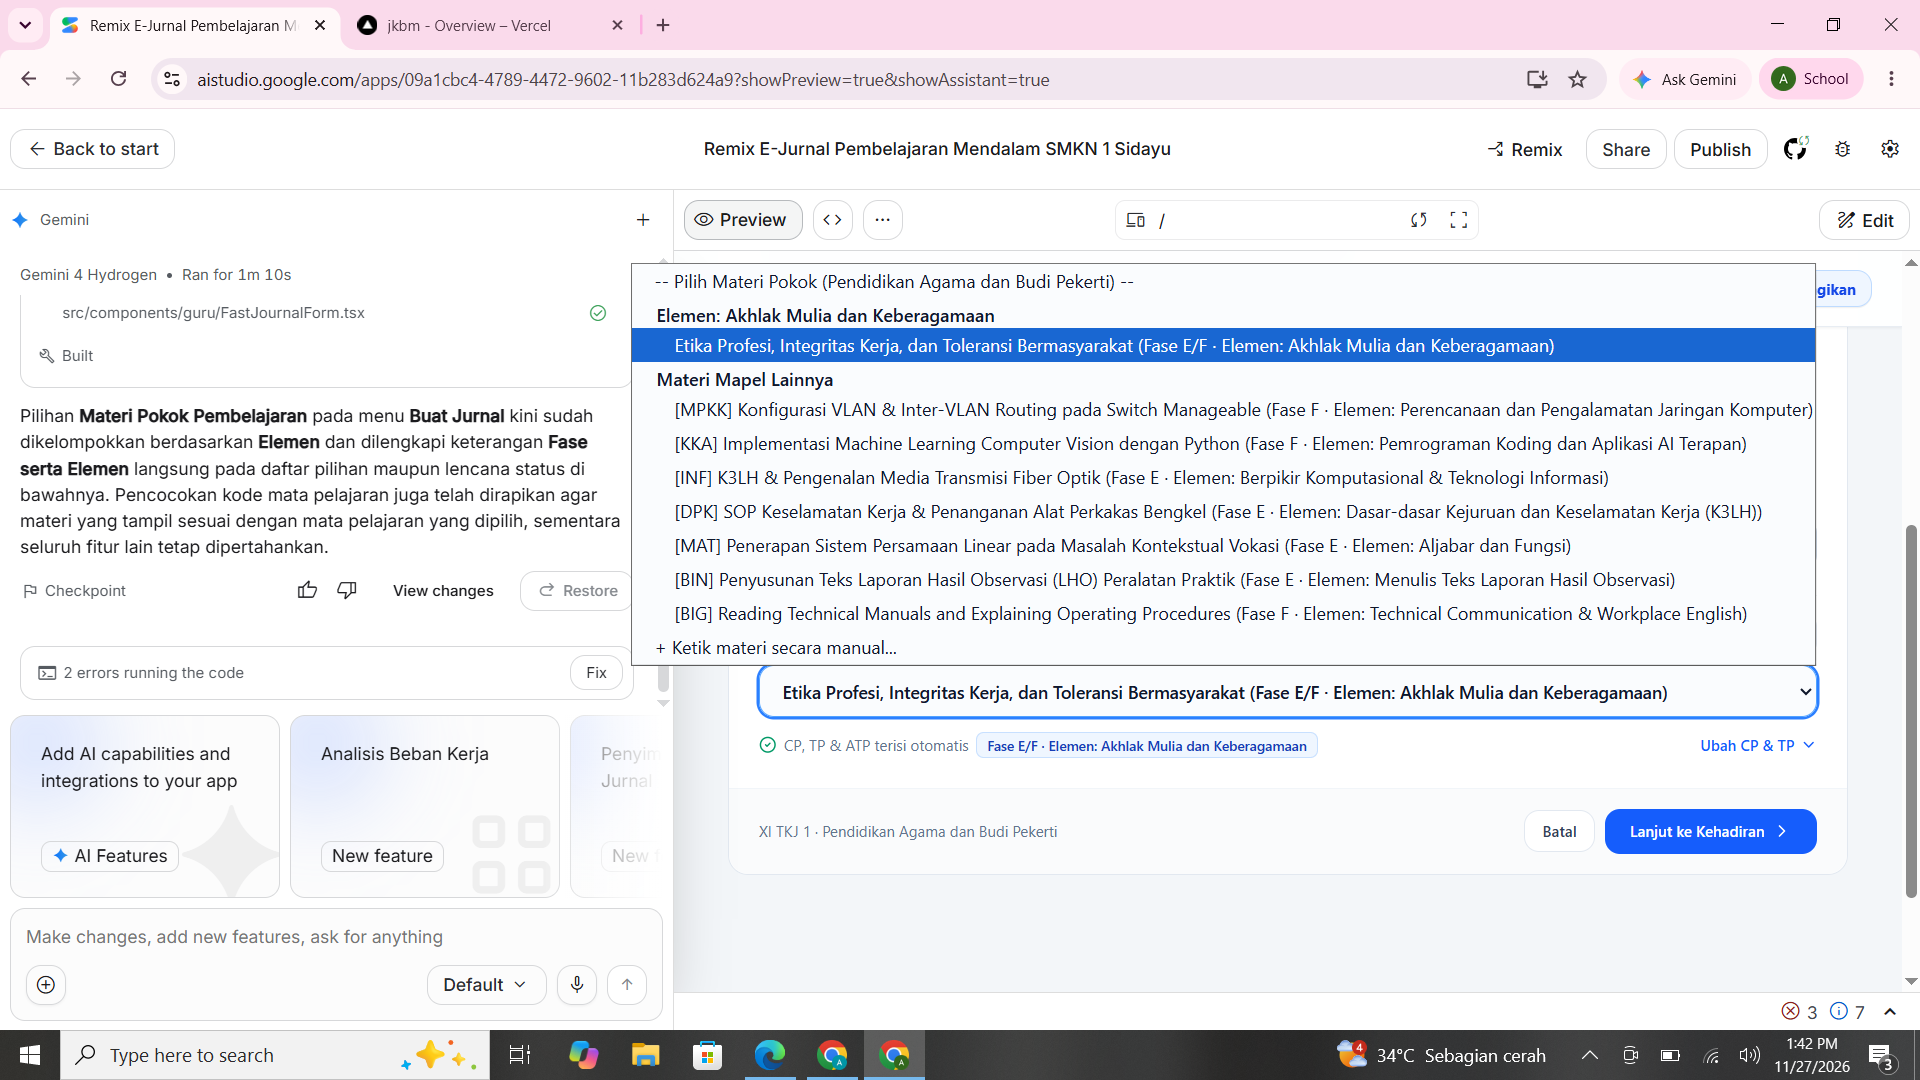 Remix E-Jurnal Pembelajaran M
jkbm - Overview – Vercel
aistudio.google.com/apps/09a1cbc4-4789-4472-9602-11b283d624a9?showPreview=true&showAssistant=true
Ask Gemini
A
School
Back to start
Remix E-Jurnal Pembelajaran Mendalam SMKN 1 Sidayu
Remix
Share
Publish
Gemini
Preview
/
Edit
Gemini 4 Hydrogen • Ran for 1m 10s
src/components/guru/FastJournalForm.tsx
Built
Pilihan Materi Pokok Pembelajaran pada menu Buat Jurnal kini sudah
dikelompokkan berdasarkan Elemen dan dilengkapi keterangan Fase
serta Elemen langsung pada daftar pilihan maupun lencana status di
bawahnya. Pencocokan kode mata pelajaran juga telah dirapikan agar
materi yang tampil sesuai dengan mata pelajaran yang dipilih, sementara
seluruh fitur lain tetap dipertahankan.
Checkpoint
View changes
Restore
2 errors running the code
Fix
Add AI capabilities and
integrations to your app
AI Features
Analisis Beban Kerja
New feature
Penyim
Jurnal
New f
Make changes, add new features, ask for anything
Default
gikan
-- Pilih Materi Pokok (Pendidikan Agama dan Budi Pekerti) --
Elemen: Akhlak Mulia dan Keberagamaan
Etika Profesi, Integritas Kerja, dan Toleransi Bermasyarakat (Fase E/F · Elemen: Akhlak Mulia dan Keberagamaan)
Materi Mapel Lainnya
[MPKK] Konfigurasi VLAN & Inter-VLAN Routing pada Switch Manageable (Fase F · Elemen: Perencanaan dan Pengalamatan Jaringan Komputer)
[KKA] Implementasi Machine Learning Computer Vision dengan Python (Fase F · Elemen: Pemrograman Koding dan Aplikasi AI Terapan)
[INF] K3LH & Pengenalan Media Transmisi Fiber Optik (Fase E · Elemen: Berpikir Komputasional & Teknologi Informasi)
[DPK] SOP Keselamatan Kerja & Penanganan Alat Perkakas Bengkel (Fase E · Elemen: Dasar-dasar Kejuruan dan Keselamatan Kerja (K3LH))
[MAT] Penerapan Sistem Persamaan Linear pada Masalah Kontekstual Vokasi (Fase E · Elemen: Aljabar dan Fungsi)
[BIN] Penyusunan Teks Laporan Hasil Observasi (LHO) Peralatan Praktik (Fase E · Elemen: Menulis Teks Laporan Hasil Observasi)
[BIG] Reading Technical Manuals and Explaining Operating Procedures (Fase F · Elemen: Technical Communication & Workplace English)
+ Ketik materi secara manual...
Etika Profesi, Integritas Kerja, dan Toleransi Bermasyarakat (Fase E/F · Elemen: Akhlak Mulia dan Keberagamaan)
CP, TP & ATP terisi otomatis
Fase E/F · Elemen: Akhlak Mulia dan Keberagamaan
Ubah CP & TP
XI TKJ 1 · Pendidikan Agama dan Budi Pekerti
Batal
Lanjut ke Kehadiran
3
7
Type here to search
4
34°C Sebagian cerah
1:42 PM
11/27/2026
3